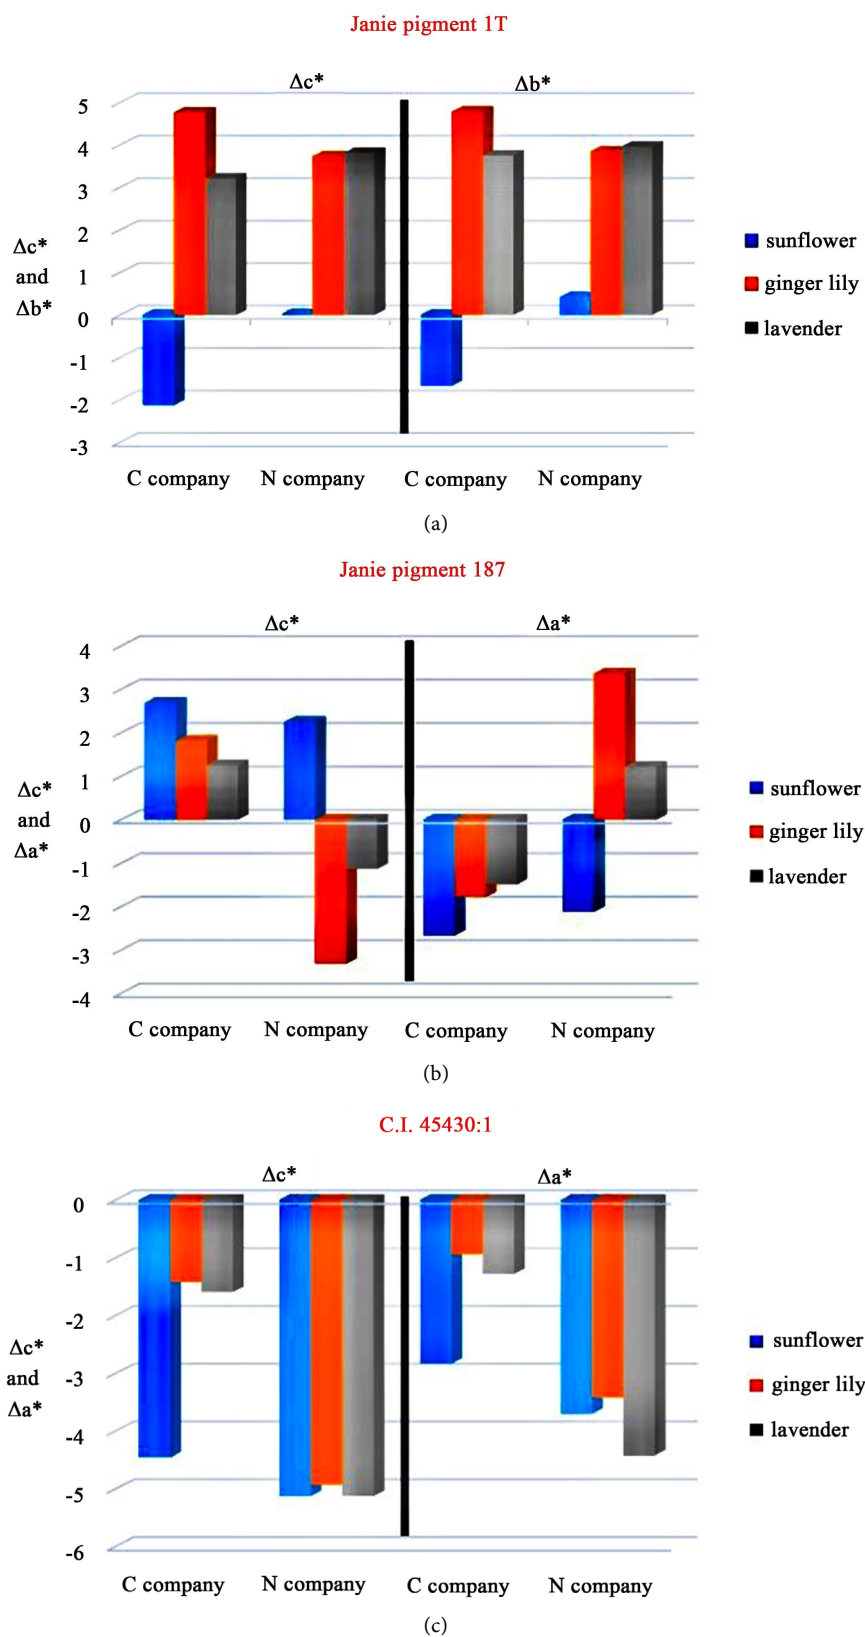 Janie pigment 1T
Δc*
Δb*
5
4
3
2
1
0
-1
-2
-3
Δc*
and
Δb*
sunflower
ginger lily
lavender
C company
N company
C company
N company
(a)
Janie pigment 187
Δc*
Δa*
4
3
2
1
0
-1
-2
-3
-4
Δc*
and
Δa*
sunflower
ginger lily
lavender
C company
N company
C company
N company
(b)
C.I. 45430:1
Δc*
Δa*
0
-1
-2
-3
-4
-5
-6
Δc*
and
Δa*
sunflower
ginger lily
lavender
C company
N company
C company
N company
(c)